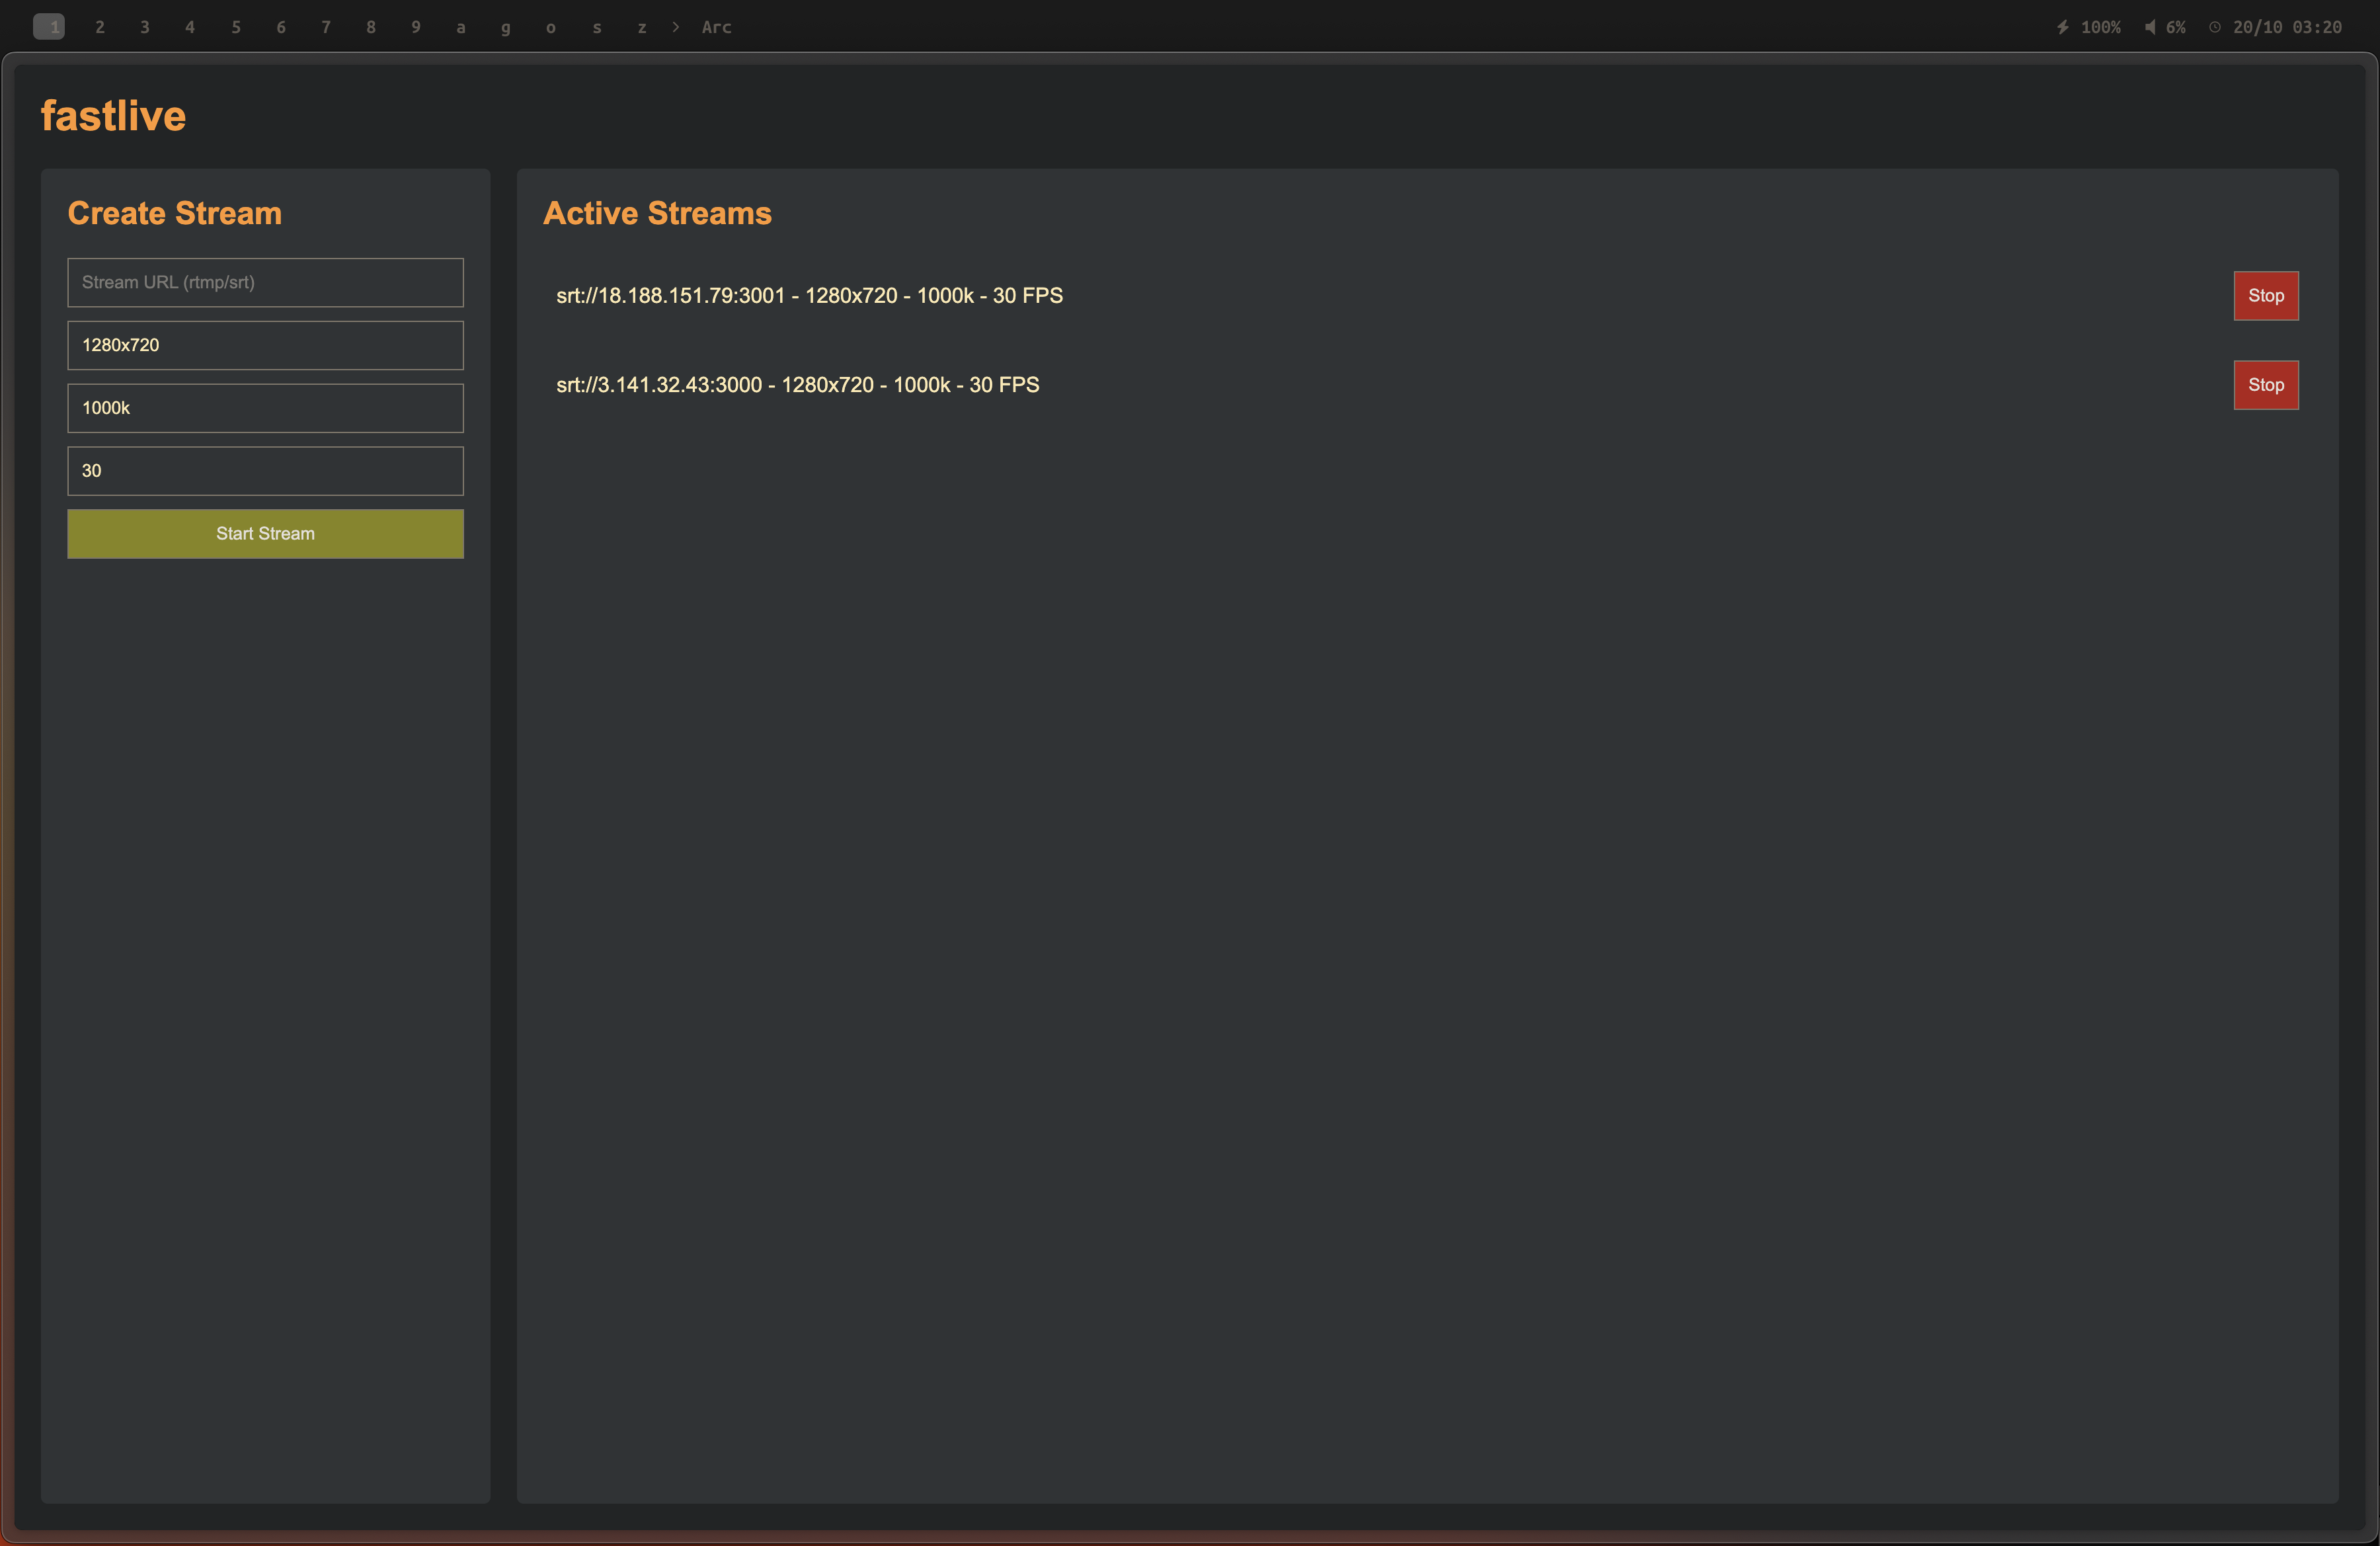 1 2 3 4 5 6 7 8 9 a g o s z > Arc 100% 6% 20/10 03:20
fastlive
Create Stream
Stream URL (rtmp/srt)
1280x720
1000k
30
Start Stream
Active Streams
srt://18.188.151.79:3001 - 1280x720 - 1000k - 30 FPS
Stop
srt://3.141.32.43:3000 - 1280x720 - 1000k - 30 FPS
Stop